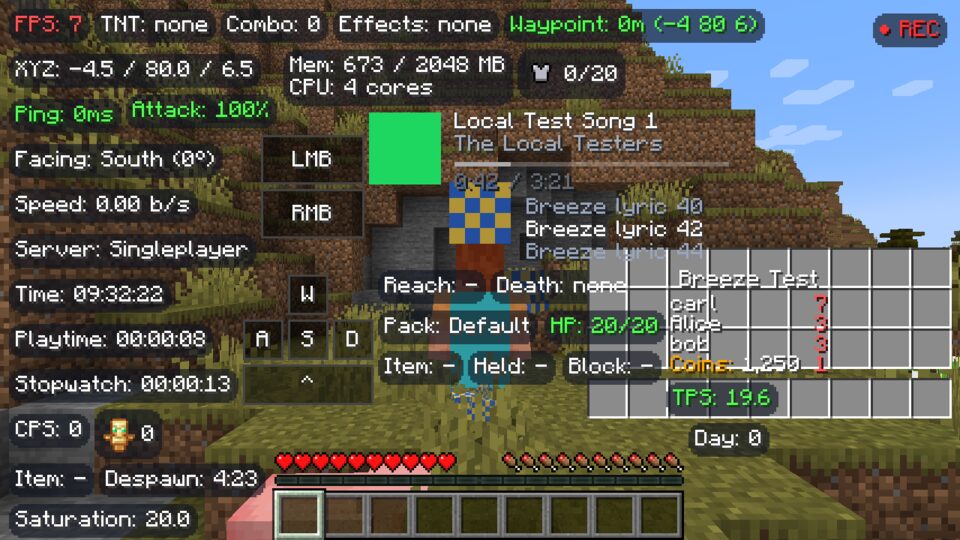 FPS: 7 TNT: none Combo: 0 Effects: none Waypoint: 0m (-4 80 6) REC
XYZ: -4.5 / 80.0 / 6.5
Mem: 673 / 2048 MB
CPU: 4 cores
0/20
Ping: 0ms Attack: 100%
Local Test Song 1
The Local Testers
0:42 / 3:21
Facing: South (0°)
LMB
Speed: 0.00 b/s
RMB
Breeze lyric 40
Breeze lyric 42
Breeze lyric 44
Server: Singleplayer
Breeze Test
Time: 09:32:22
W
Reach: - Death: none
carl 7
Alice 3
bob 3
Coins: 1,250 1
Playtime: 00:00:08
A S D
Pack: Default HP: 20/20
Stopwatch: 00:00:13
^
Item: - Held: - Block: -
TPS: 19.6
CPS: 0 0
Day: 0
Item: - Despawn: 4:23
Saturation: 20.0